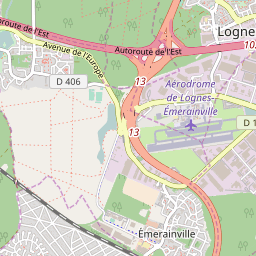 Logne
Autoroute de l'Est
Autoroute de l'Est
10
Avenue de l'Europe
D 406
13
Aérodrome
de Lognes-
Émerainville
D 1
13
Émerainville